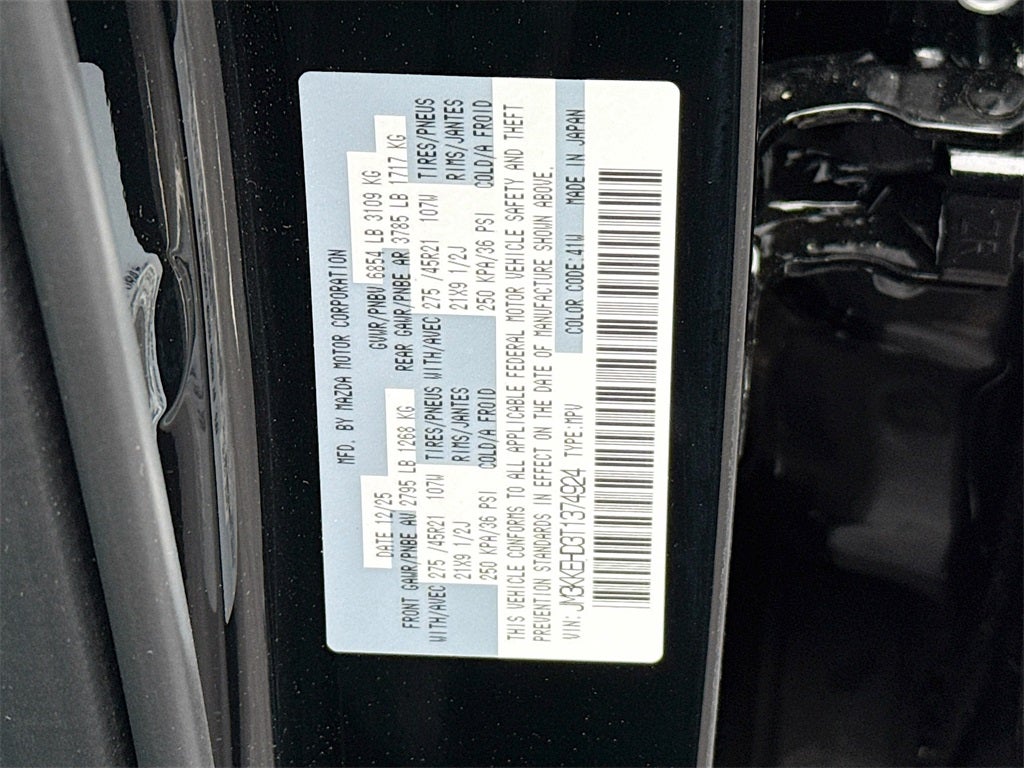 MFD. BY MAZDA MOTOR CORPORATION
DATE 12/25 GVWR/PNBV 6854 LB 3109 KG
FRONT GAWR/PNBE AV 2795 LB 1268 KG REAR GAWR/PNBE AR 3785 LB 1717 KG
WITH/AVEC 275 /45R21 107W TIRES/PNEUS WITH/AVEC 275 /45R21 107W TIRES/PNEUS
21X9 1/2J RIMS/JANTES 21X9 1/2J RIMS/JANTES
250 KPA/36 PSI COLD/A FROID 250 KPA/36 PSI COLD/A FROID
THIS VEHICLE CONFORMS TO ALL APPLICABLE FEDERAL MOTOR VEHICLE SAFETY AND THEFT
PREVENTION STANDARDS IN EFFECT ON THE DATE OF MANUFACTURE SHOWN ABOVE.
VIN: JM3KKEHD3T1374924 TYPE:MPV COLOR CODE:41W MADE IN JAPAN